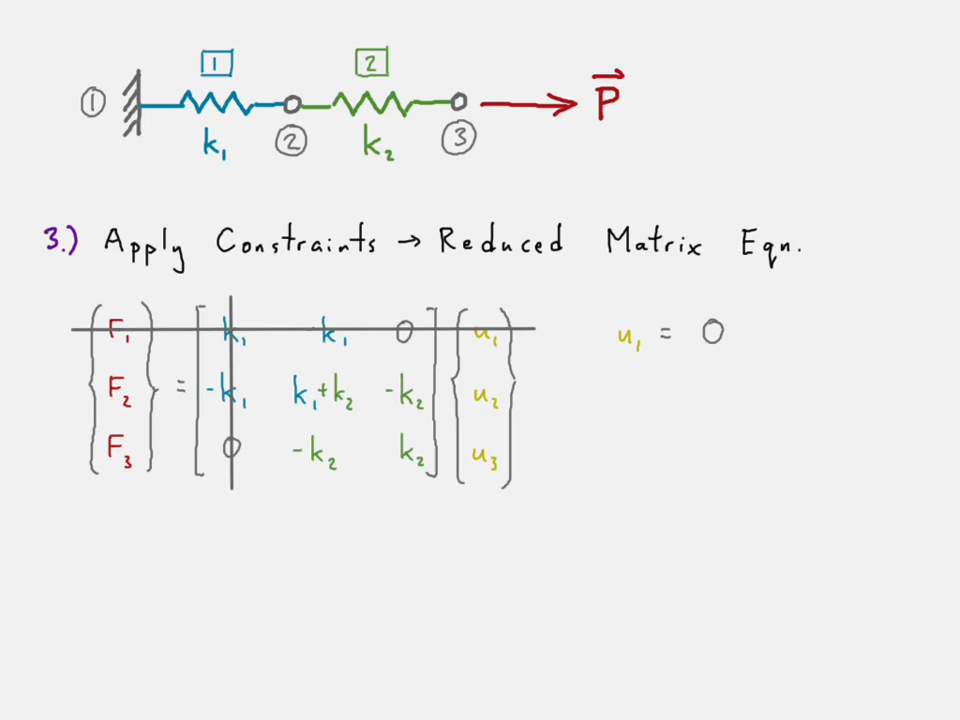 1 2
① P
k₁ ② k₂ ③
3.) Apply Constraints → Reduced Matrix Eqn.
F₁ k₁ k₁ 0 u₁ u₁ = 0
F₂ = -k₁ k₁+k₂ -k₂ u₂
F₃ 0 -k₂ k₂ u₃